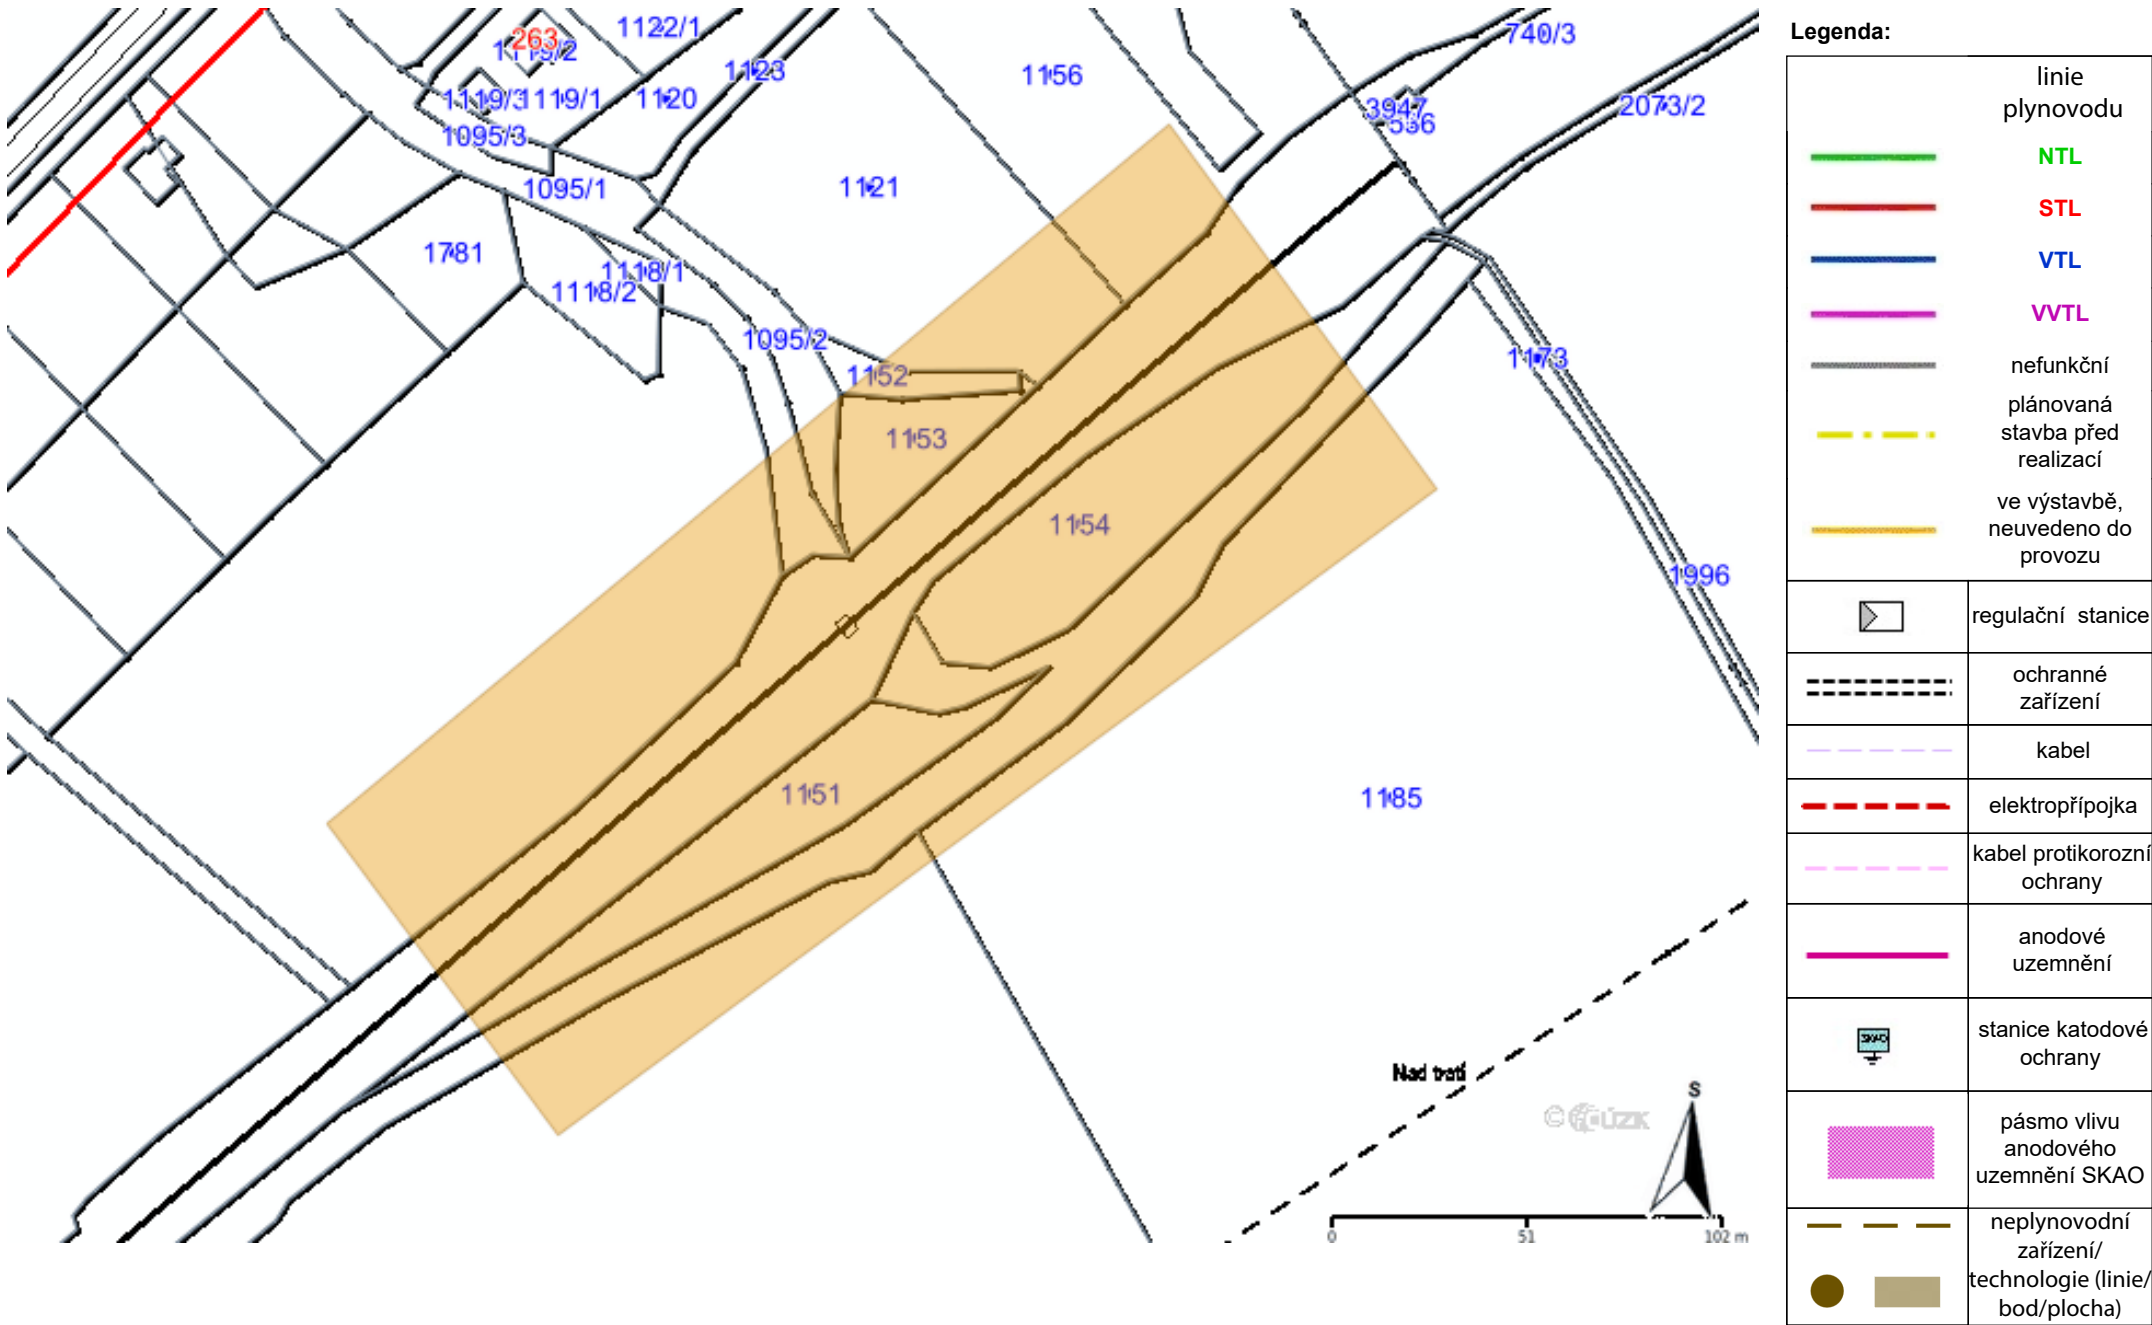 1122/1
263
1119/2
1123
1119/3
1119/1
1120
1095/3
1095/1
1156
740/3
3947
536
2073/2
1121
1781
1118/1
1118/2
1095/2
1152
1153
1173
1154
1996
1151
1185
Nad tratí
S
©
ČÚZK
0
51
102 m
Legenda:
linie
plynovodu
NTL
STL
VTL
VVTL
nefunkční
plánovaná
stavba před
realizací
ve výstavbě,
neuvedeno do
provozu
regulační stanice
ochranné
zařízení
kabel
elektropřípojka
kabel protikorozní
ochrany
anodové
uzemnění
SKAO
stanice katodové
ochrany
pásmo vlivu
anodového
uzemnění SKAO
neplynovodní
zařízení/
technologie (linie/
bod/plocha)